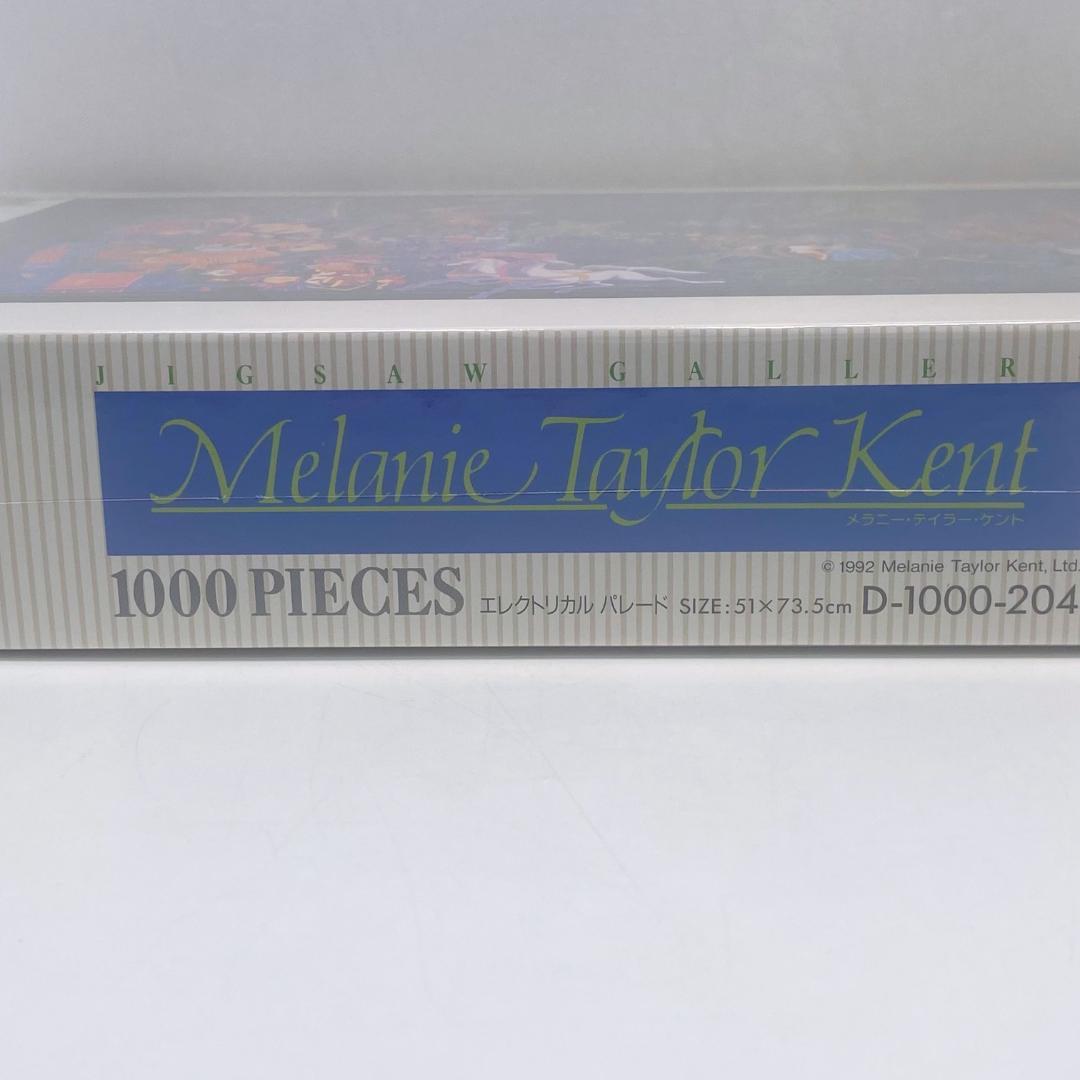 JIGSAW GALLER
Melanie Taylor Kent
メラニー・テイラー・ケント
© 1992 Melanie Taylor Kent, Ltd.
1000 PIECES エレクトリカル パレード SIZE : 51×73.5cm D-1000-204